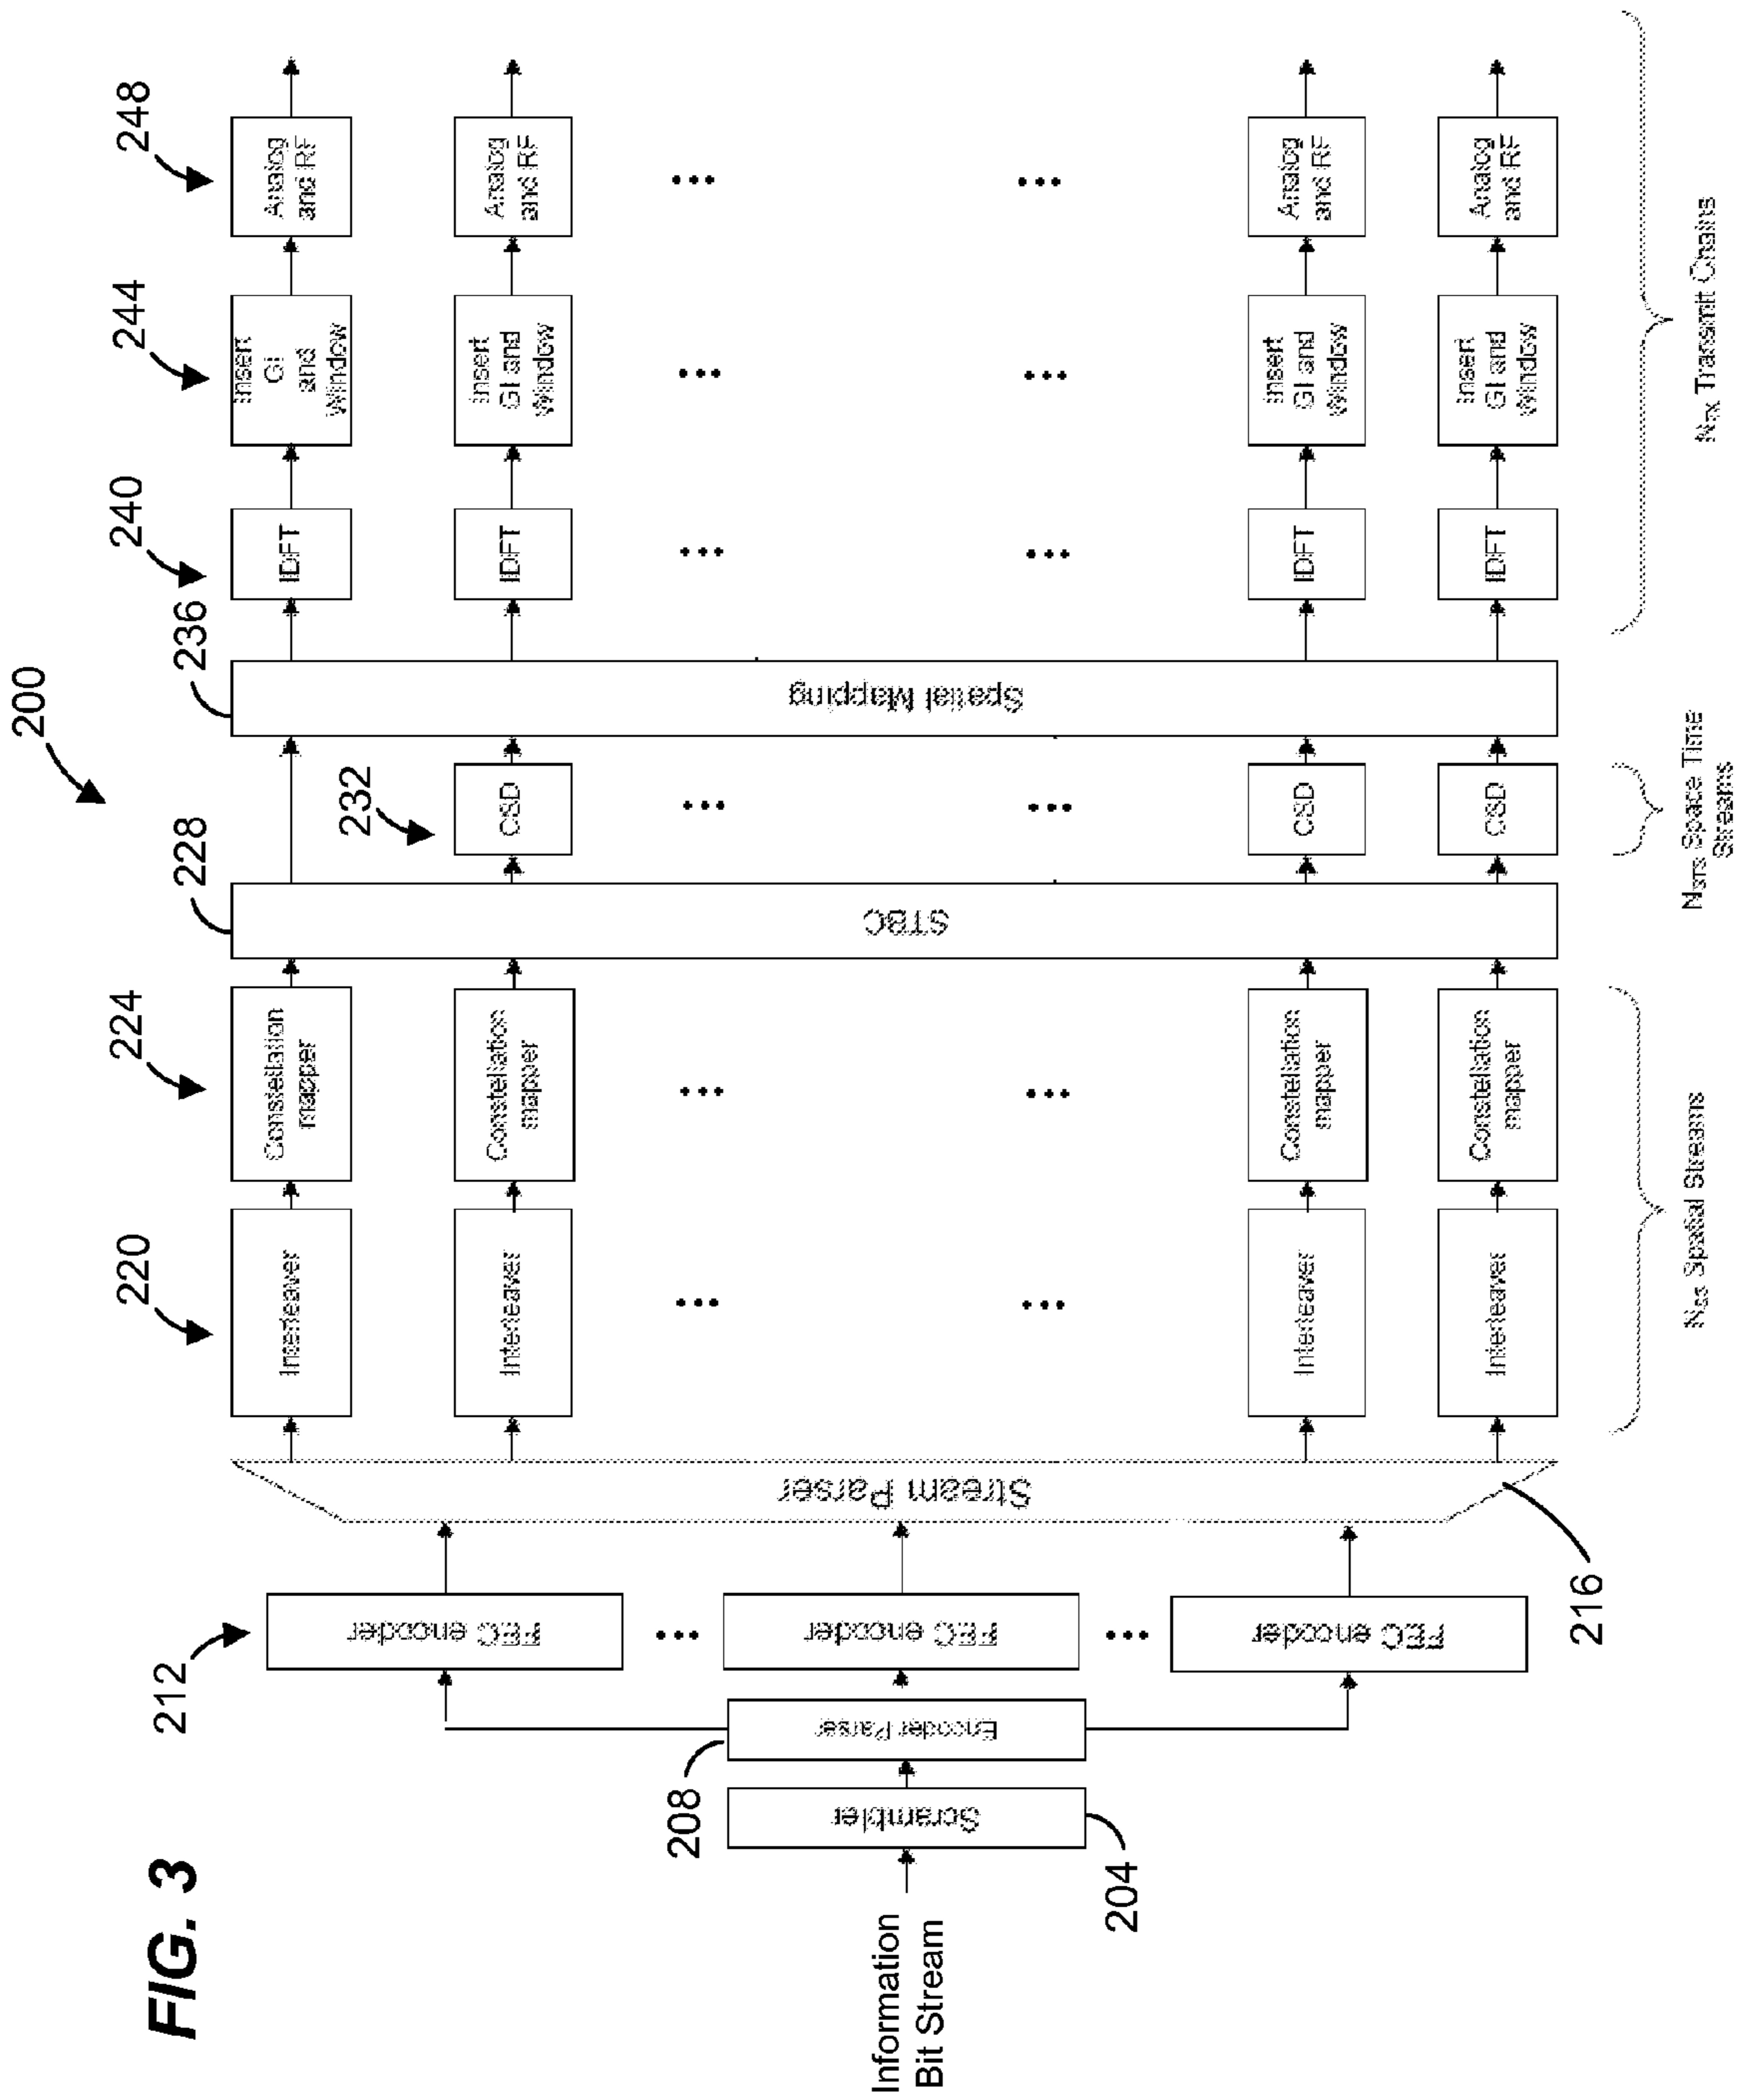 FIG. 3
200
Information
Bit Stream
204
Scrambler
208
Encoder Parser
212
FEC encoder
FEC encoder
FEC encoder
216
Stream Parser
220
Interleaver
Interleaver
Interleaver
Interleaver
224
Constellation
mapper
Constellation
mapper
Constellation
mapper
Constellation
mapper
228
STBC
232
CSD
CSD
CSD
236
Spatial Mapping
240
IDFT
IDFT
IDFT
IDFT
244
Insert
GI
and
Window
Insert
GI and
Window
Insert
GI and
Window
Insert
GI and
Window
248
Analog
and RF
Analog
and RF
Analog
and RF
Analog
and RF
NSS Spatial Streams
NSTS Space Time
Streams
NTX Transmit Chains